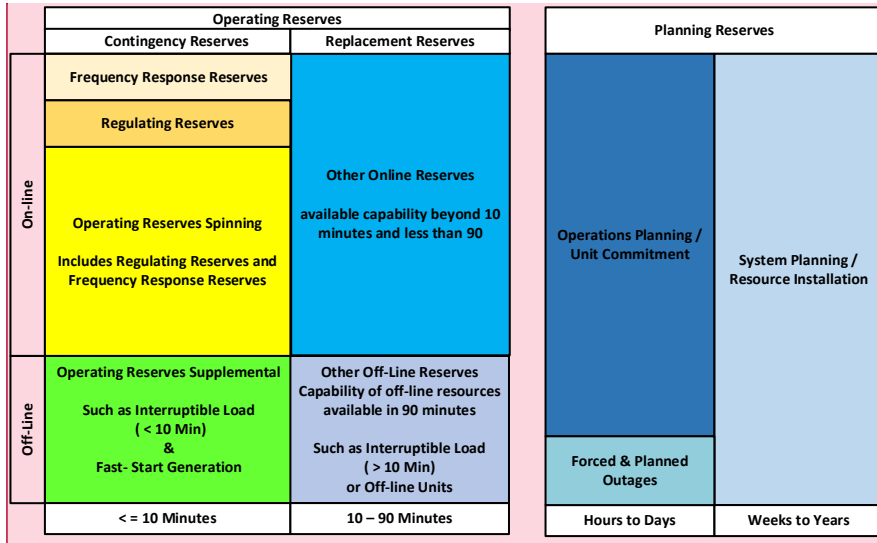 Operating Reserves
Contingency Reserves
Replacement Reserves
On-line
Frequency Response Reserves
Regulating Reserves
Operating Reserves Spinning
Includes Regulating Reserves and
Frequency Response Reserves
Other Online Reserves
available capability beyond 10
minutes and less than 90
Off-Line
Operating Reserves Supplemental
Such as Interruptible Load
( < 10 Min)
&
Fast- Start Generation
Other Off-Line Reserves
Capability of off-line resources
available in 90 minutes
Such as Interruptible Load
( > 10 Min)
or Off-line Units
< = 10 Minutes
10 – 90 Minutes
Planning Reserves
Operations Planning /
Unit Commitment
System Planning /
Resource Installation
Forced & Planned
Outages
Hours to Days
Weeks to Years